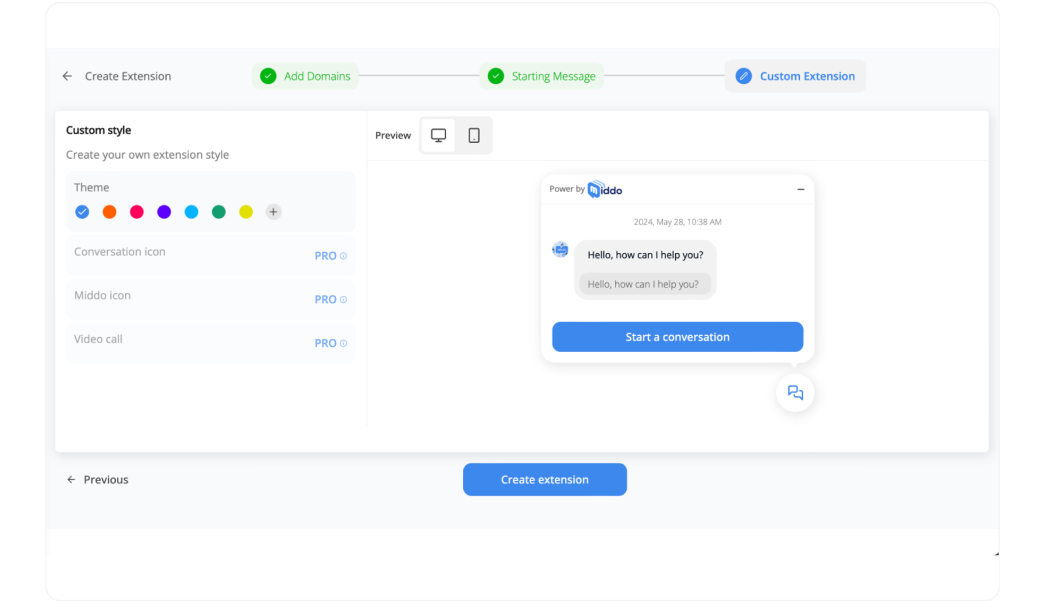 Create Extension
Add Domains
Starting Message
Custom Extension
Custom style
Create your own extension style
Theme
Conversation icon
PRO
Middo icon
PRO
Video call
PRO
Preview
Power by Middo
2024, May 28, 10:38 AM
Hello, how can I help you?
Hello, how can I help you?
Start a conversation
Previous
Create extension